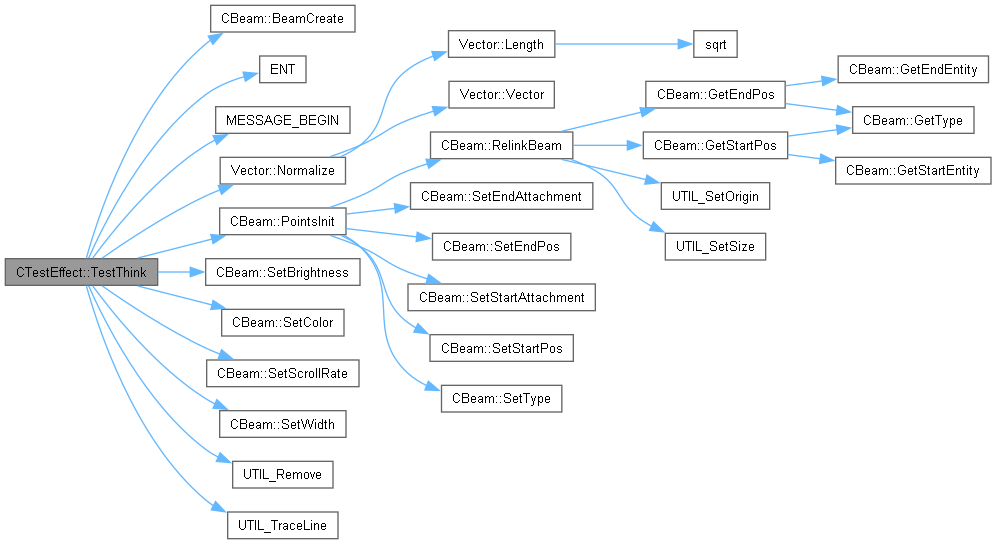 CTestEffect::TestThink
CBeam::BeamCreate
ENT
MESSAGE_BEGIN
Vector::Normalize
CBeam::PointsInit
CBeam::SetBrightness
CBeam::SetColor
CBeam::SetScrollRate
CBeam::SetWidth
UTIL_Remove
UTIL_TraceLine
Vector::Length
Vector::Vector
CBeam::RelinkBeam
CBeam::SetEndAttachment
CBeam::SetEndPos
CBeam::SetStartAttachment
CBeam::SetStartPos
CBeam::SetType
sqrt
CBeam::GetEndPos
CBeam::GetStartPos
UTIL_SetOrigin
UTIL_SetSize
CBeam::GetEndEntity
CBeam::GetType
CBeam::GetStartEntity